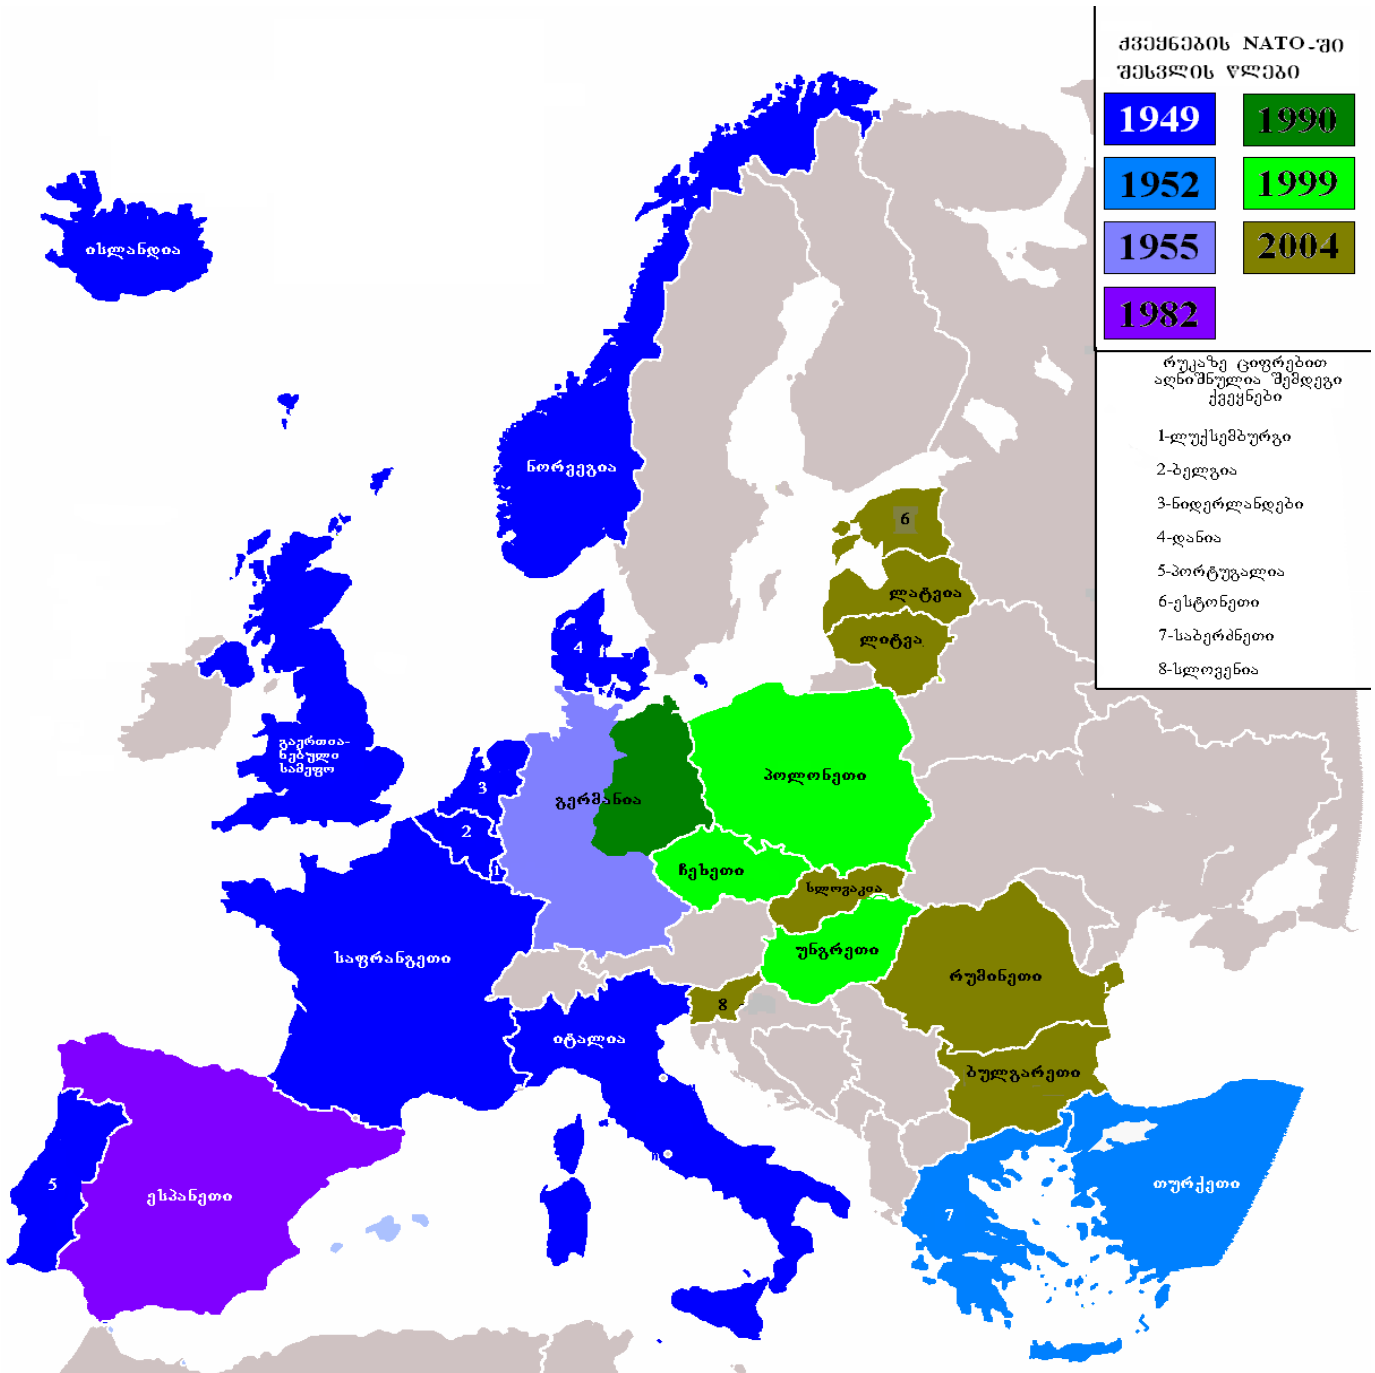 ქვეყნების NATO-ში
შესვლის წლები
1949
1990
1952
1999
1955
2004
1982
რუკაზე ციფრებით
აღნიშნულია შემდეგი
ქვეყნები
1-ლუქსემბურგი
2-ბელგია
3-ნიდერლანდები
4-დანია
5-პორტუგალია
6-ესტონეთი
7-საბერძნეთი
8-სლოვენია
ისლანდია
ნორვეგია
6
ლატვია
ლიტვა
4
გაერთია-
ნებული
სამეფო
3
2
1
გერმანია
პოლონეთი
ჩეხეთი
სლოვაკია
საფრანგეთი
უნგრეთი
რუმინეთი
8
იტალია
ბულგარეთი
5
ესპანეთი
7
თურქეთი